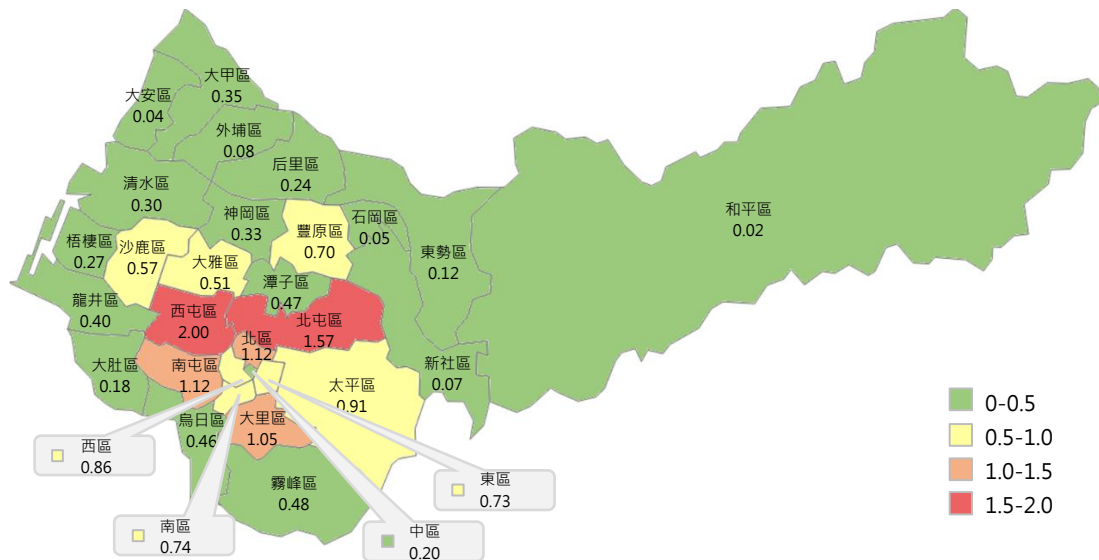 大甲區
0.35
大安區
0.04
外埔區
0.08
后里區
0.24
清水區
0.30
神岡區
0.33
豐原區
0.70
石岡區
0.05
和平區
0.02
梧棲區
0.27
沙鹿區
0.57
大雅區
0.51
東勢區
0.12
潭子區
0.47
龍井區
0.40
西屯區
2.00
北屯區
1.57
北區
1.12
大肚區
0.18
南屯區
1.12
太平區
0.91
新社區
0.07
烏日區
0.46
大里區
1.05
西區
0.86
霧峰區
0.48
東區
0.73
南區
0.74
中區
0.20
0-0.5
0.5-1.0
1.0-1.5
1.5-2.0